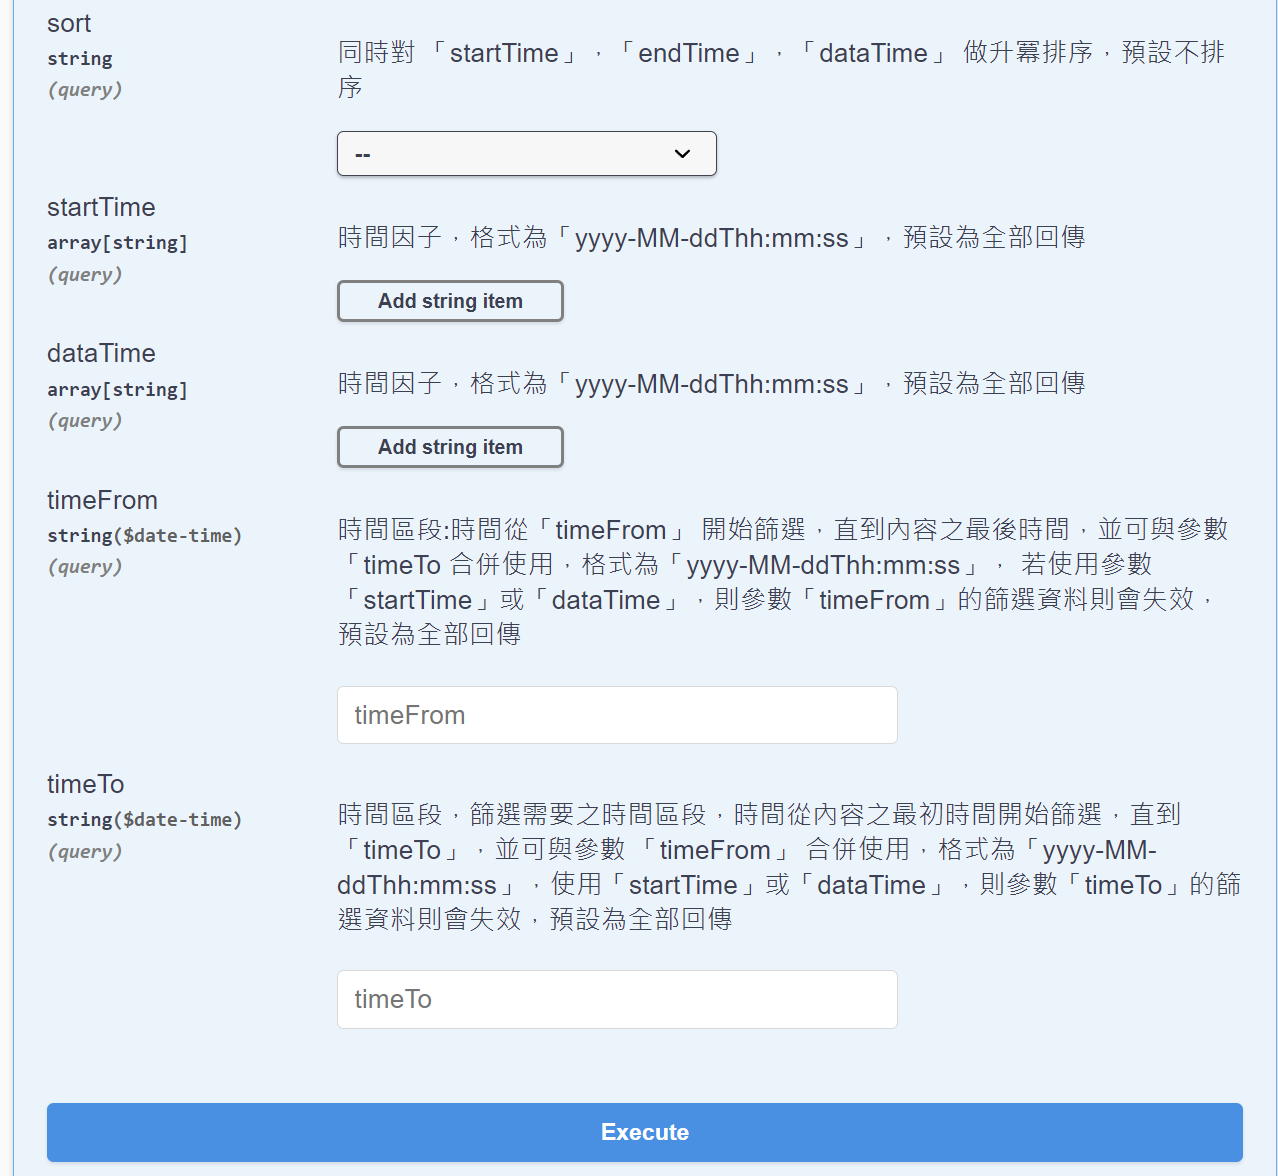 sort
string
(query)
同時對 「startTime」，「endTime」，「dataTime」 做升冪排序，預設不排
序
--
startTime
array[string]
(query)
時間因子，格式為「yyyy-MM-ddThh:mm:ss」，預設為全部回傳
Add string item
dataTime
array[string]
(query)
時間因子，格式為「yyyy-MM-ddThh:mm:ss」，預設為全部回傳
Add string item
timeFrom
string($date-time)
(query)
時間區段:時間從「timeFrom」 開始篩選，直到內容之最後時間，並可與參數
「timeTo 合併使用，格式為「yyyy-MM-ddThh:mm:ss」， 若使用參數
「startTime」或「dataTime」，則參數「timeFrom」的篩選資料則會失效，
預設為全部回傳
timeFrom
timeTo
string($date-time)
(query)
時間區段，篩選需要之時間區段，時間從內容之最初時間開始篩選，直到
「timeTo」，並可與參數 「timeFrom」 合併使用，格式為「yyyy-MM-
ddThh:mm:ss」，使用「startTime」或「dataTime」，則參數「timeTo」的篩
選資料則會失效，預設為全部回傳
timeTo
Execute